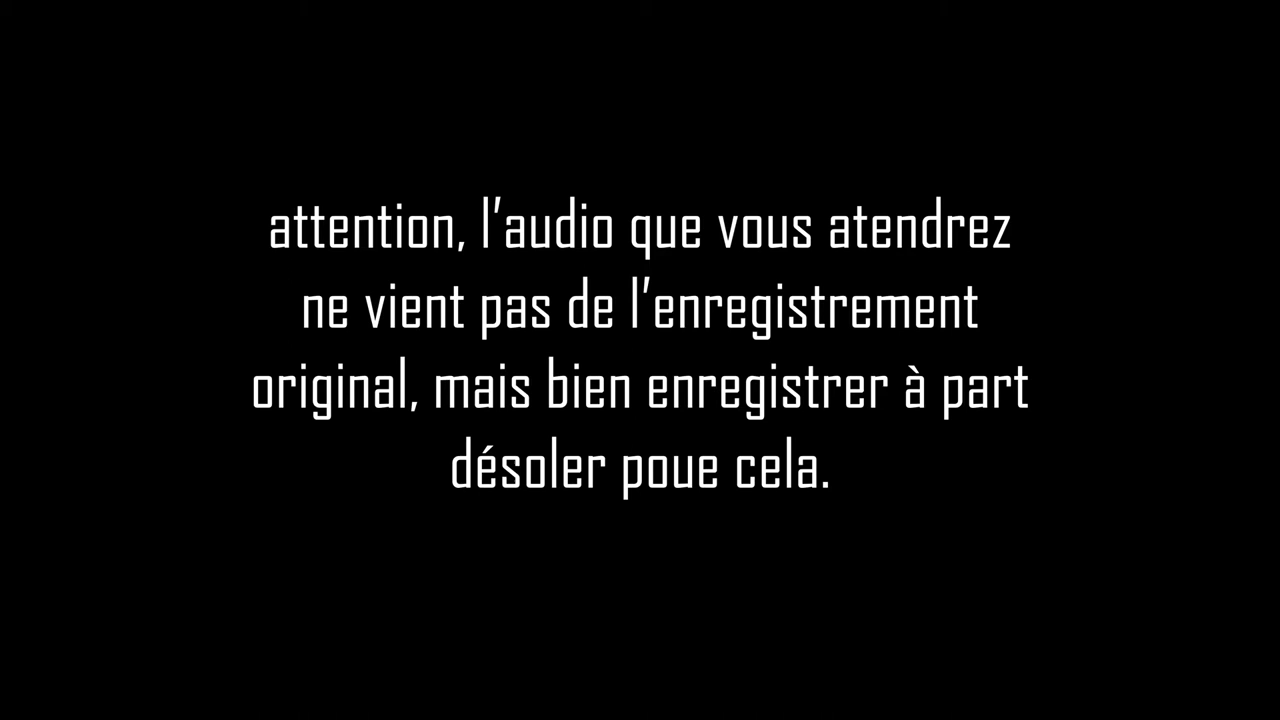 attention, l'audio que vous atendrez
ne vient pas de l'enregistrement
original, mais bien enregistrer à part
désoler poue cela.